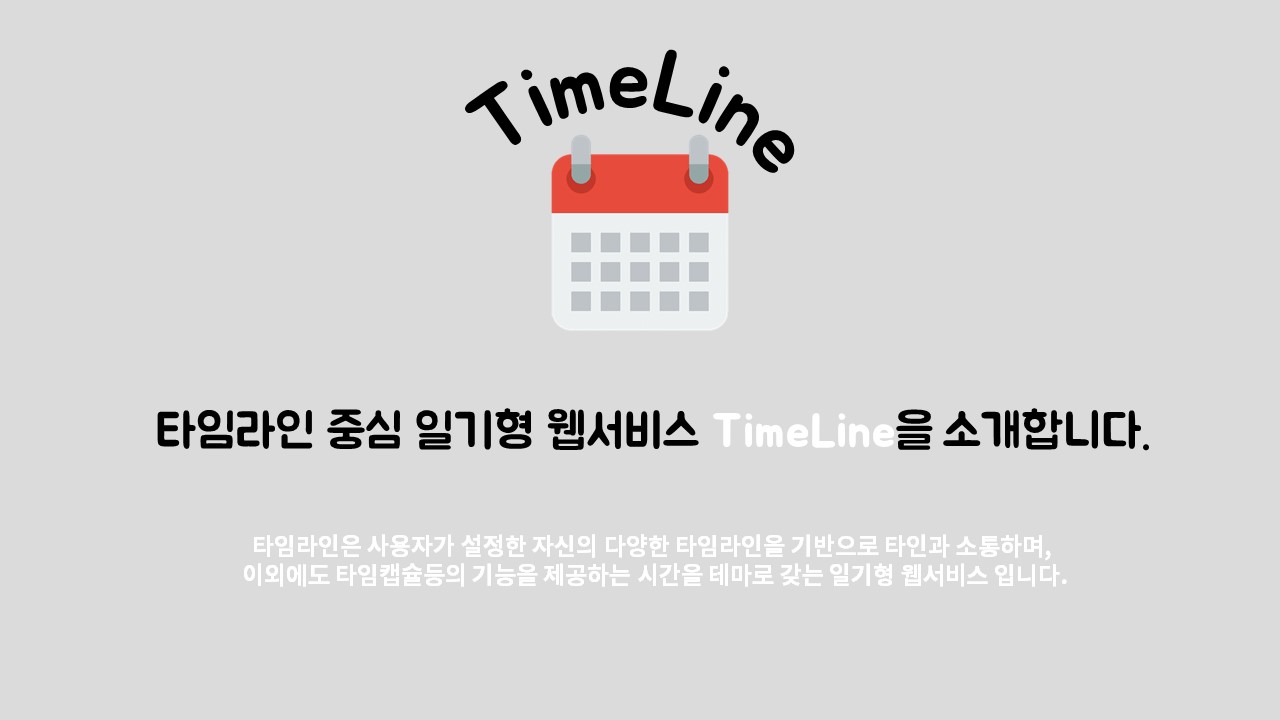 TimeLine
타임라인 중심 일기형 웹서비스 TimeLine을 소개합니다.
타임라인은 사용자가 설정한 자신의 다양한 타임라인을 기반으로 타인과 소통하며,
이외에도 타임캡슐등의 기능을 제공하는 시간을 테마로 갖는 일기형 웹서비스 입니다.